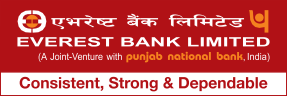 एभरेष्ट बैंक लिमिटेड
EVEREST BANK LIMITED
(A Joint-Venture with punjab national bank, India)
Consistent, Strong & Dependable